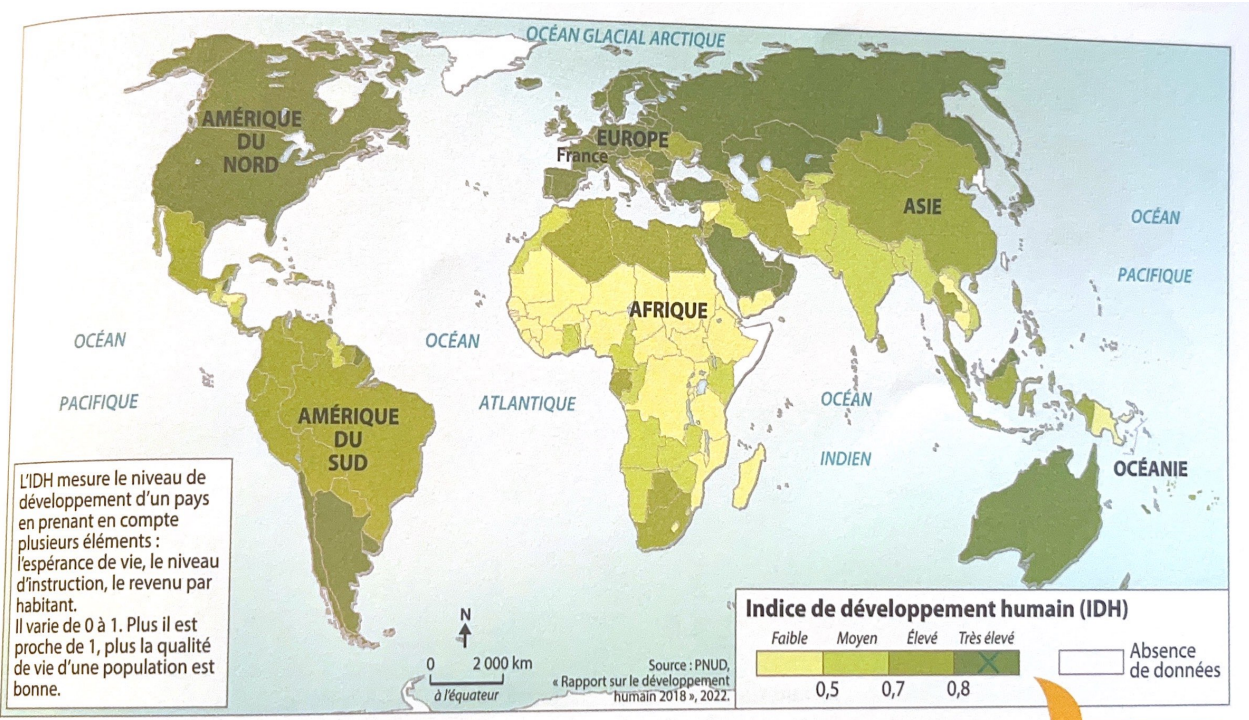 OCÉAN GLACIAL ARCTIQUE
AMÉRIQUE
DU
NORD
EUROPE
France
ASIE
OCÉAN
PACIFIQUE
AFRIQUE
OCÉAN
PACIFIQUE
OCÉAN
ATLANTIQUE
OCÉAN
INDIEN
AMÉRIQUE
DU
SUD
OCÉANIE
L'IDH mesure le niveau de
développement d'un pays
en prenant en compte
plusieurs éléments :
l'espérance de vie, le niveau
d'instruction, le revenu par
habitant.
Il varie de 0 à 1. Plus il est
proche de 1, plus la qualité
de vie d'une population est
bonne.
N
0 2 000 km
à l'équateur
Source : PNUD,
« Rapport sur le développement
humain 2018 », 2022.
Indice de développement humain (IDH)
Faible Moyen Élevé Très élevé
0,5 0,7 0,8
Absence
de données